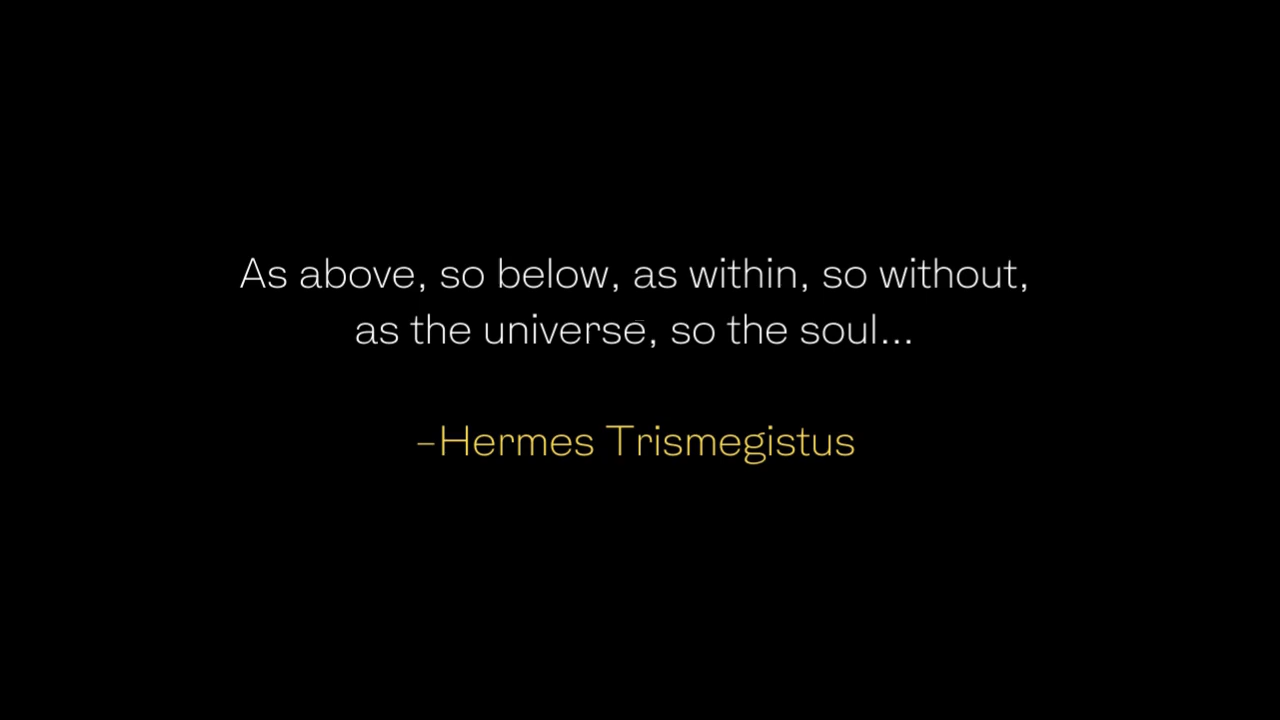 As above, so below, as within, so without,
as the universe, so the soul...
–Hermes Trismegistus